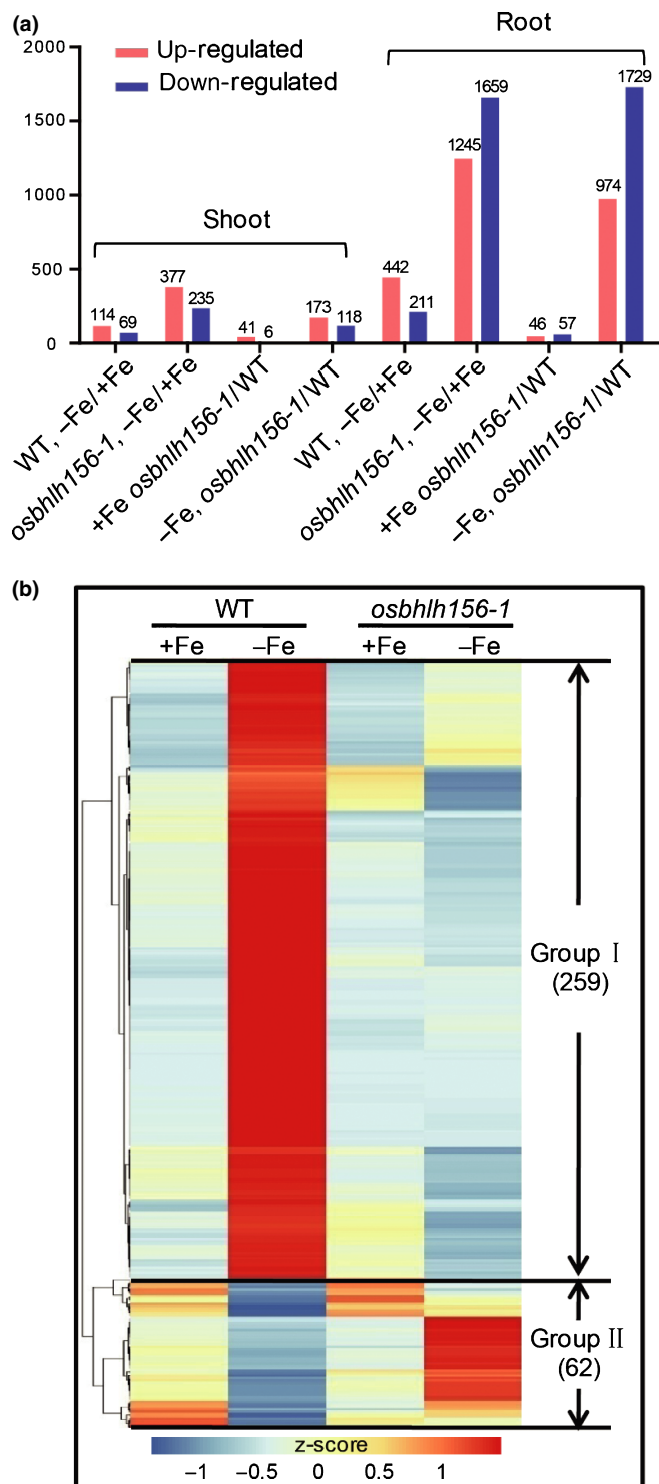 (a)
Root
2000
Up-regulated
Down-regulated
1659
1729
1500
1245
1000
974
Shoot
500
442
377
235
211
173
118
114
69
41
6
46
57
0
WT, –Fe/+Fe
osbhlh156-1, –Fe/+Fe
+Fe osbhlh156-1/WT
–Fe, osbhlh156-1/WT
WT, –Fe/+Fe
osbhlh156-1, –Fe/+Fe
+Fe osbhlh156-1/WT
–Fe, osbhlh156-1/WT
(b)
WT
osbhlh156-1
+Fe –Fe +Fe –Fe
Group Ⅰ
(259)
Group Ⅱ
(62)
z-score
–1 –0.5 0 0.5 1